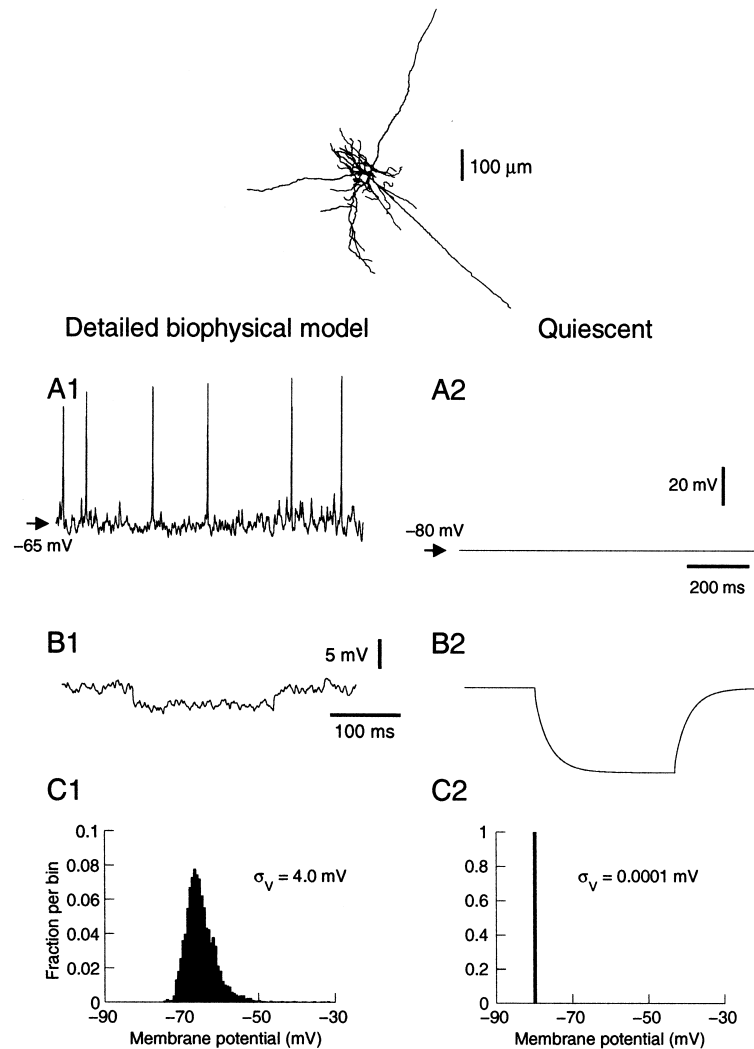 100 μm
Detailed biophysical model
Quiescent
A1
−65 mV
A2
20 mV
−80 mV
200 ms
B1
5 mV
100 ms
B2
C1
0.1
0.08
0.06
0.04
0.02
0
Fraction per bin
σV = 4.0 mV
−90 −70 −50 −30
Membrane potential (mV)
C2
1
0.8
0.6
0.4
0.2
0
σV = 0.0001 mV
−90 −70 −50 −30
Membrane potential (mV)